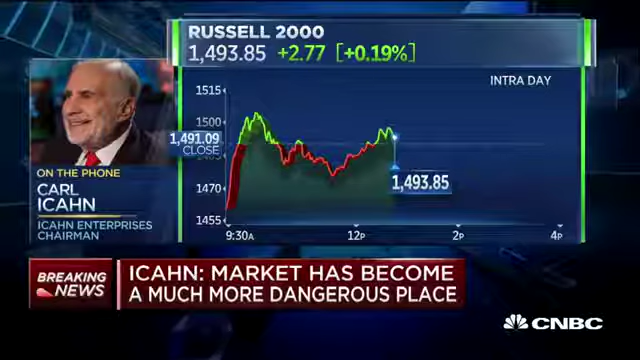 RUSSELL 2000
1,493.85 +2.77 [+0.19%]
INTRA DAY
1515
1500
1,491.09
CLOSE
1485
1470
1455
1,493.85
9:30A 12P 2P 4P
ON THE PHONE
CARL
ICAHN
ICAHN ENTERPRISES
CHAIRMAN
BREAKING
NEWS
ICAHN: MARKET HAS BECOME
A MUCH MORE DANGEROUS PLACE
CNBC